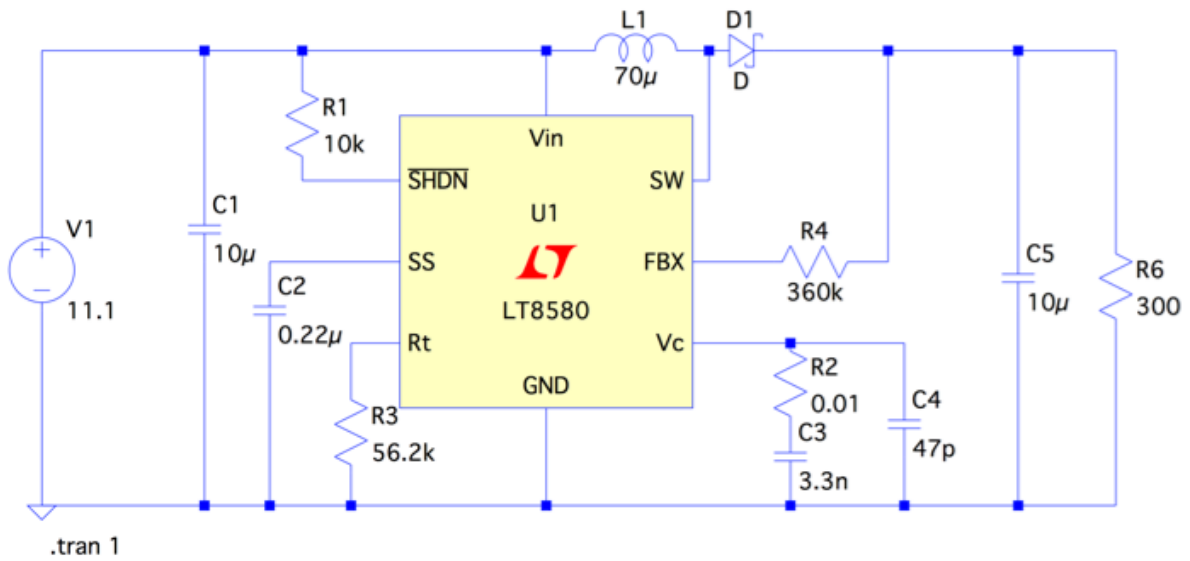 L1
70µ
D1
D
R1
10k
Vin
SHDN
SW
V1
11.1
C1
10µ
U1
SS
FBX
R4
360k
C5
10µ
R6
300
C2
0.22µ
LT8580
Rt
Vc
GND
R3
56.2k
R2
0.01
C3
3.3n
C4
47p
.tran 1